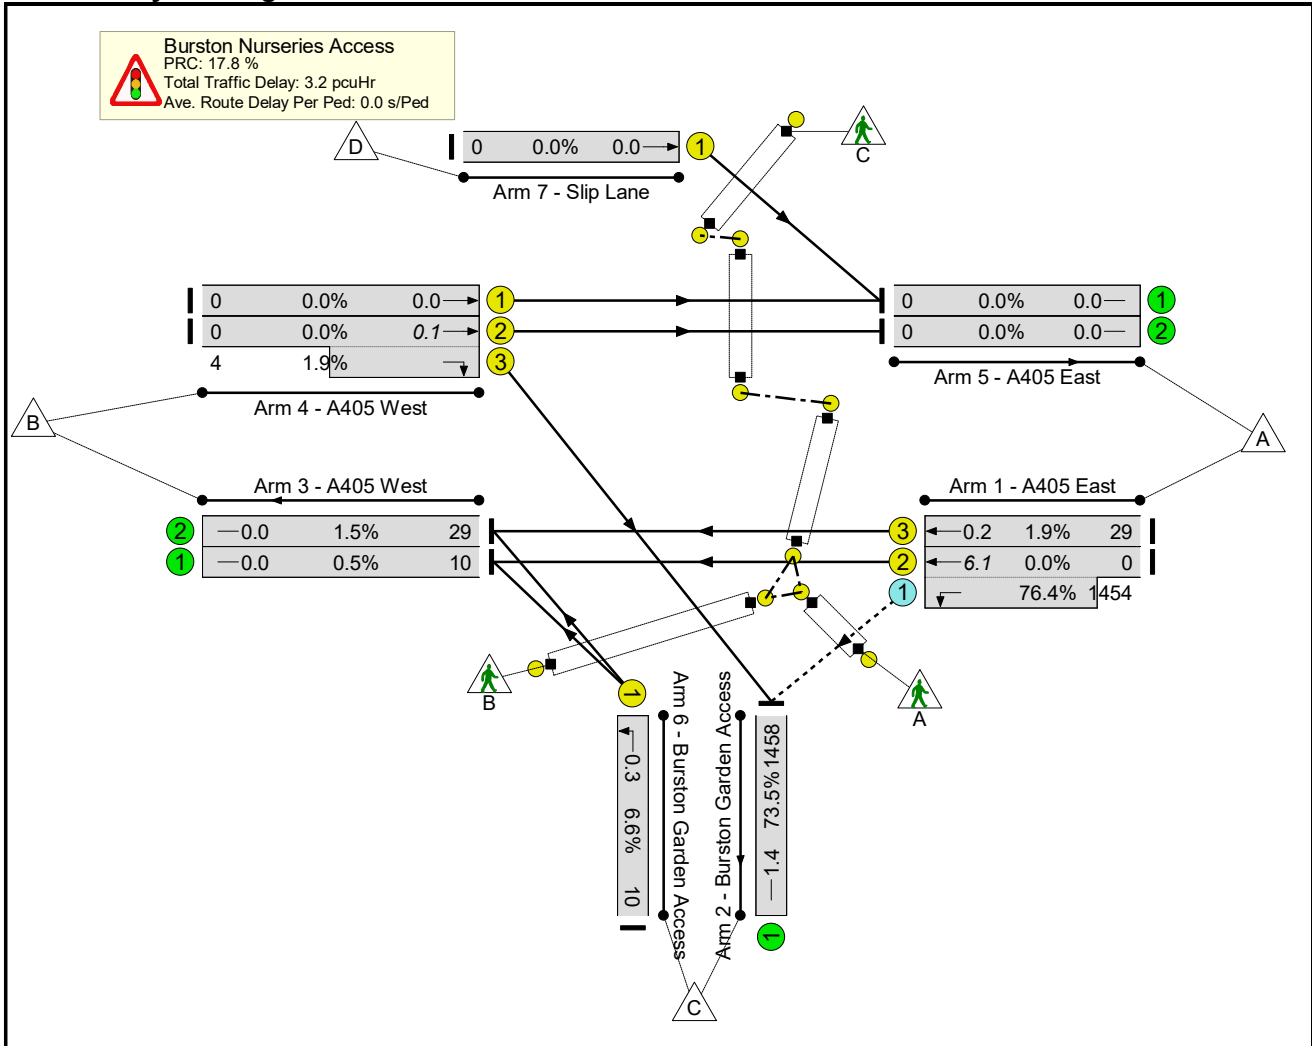 Burston Nurseries Access
PRC: 17.8 %
Total Traffic Delay: 3.2 pcuHr
Ave. Route Delay Per Ped: 0.0 s/Ped
D
0 0.0% 0.0 1
C
Arm 7 - Slip Lane
0 0.0% 0.0 1
0 0.0% 0.1 2
4 1.9% 3
0 0.0% 0.0 1
0 0.0% 0.0 2
Arm 5 - A405 East
Arm 4 - A405 West
B
A
Arm 3 - A405 West
Arm 1 - A405 East
2 0.0 1.5% 29
1 0.0 0.5% 10
3 0.2 1.9% 29
2 6.1 0.0% 0
1 76.4% 1454
B
A
1
0.3 6.6% 10
Arm 6 - Burston Garden Access
Arm 2 - Burston Garden Access
1.4 73.5% 1458
1
C